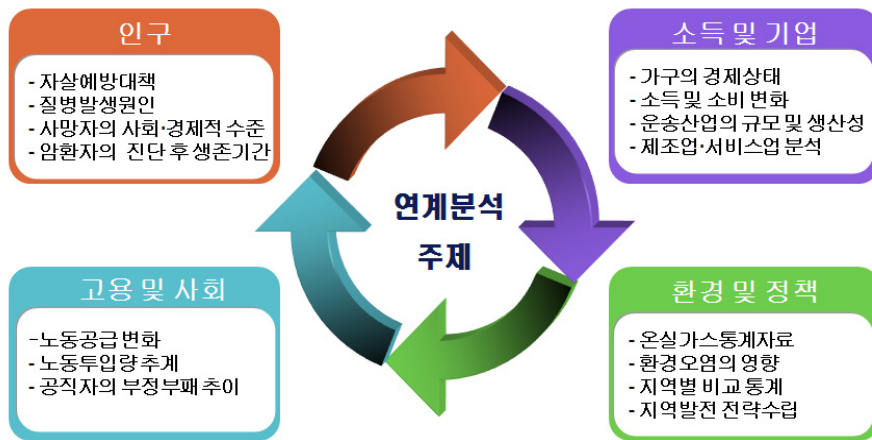 인구
- 자살예방대책
- 질병발생원인
- 사망자의 사회·경제적 수준
- 암환자의 진단 후 생존기간
소득 및 기업
- 가구의 경제상태
- 소득 및 소비 변화
- 운송산업의 규모 및 생산성
- 제조업·서비스업 분석
연계분석
주제
고용 및 사회
-노동공급 변화
- 노동투입량 추계
- 공직자의 부정부패 추이
환경 및 정책
- 온실가스통계자료
- 환경오염의 영향
- 지역별 비교 통계
- 지역발전 전략수립